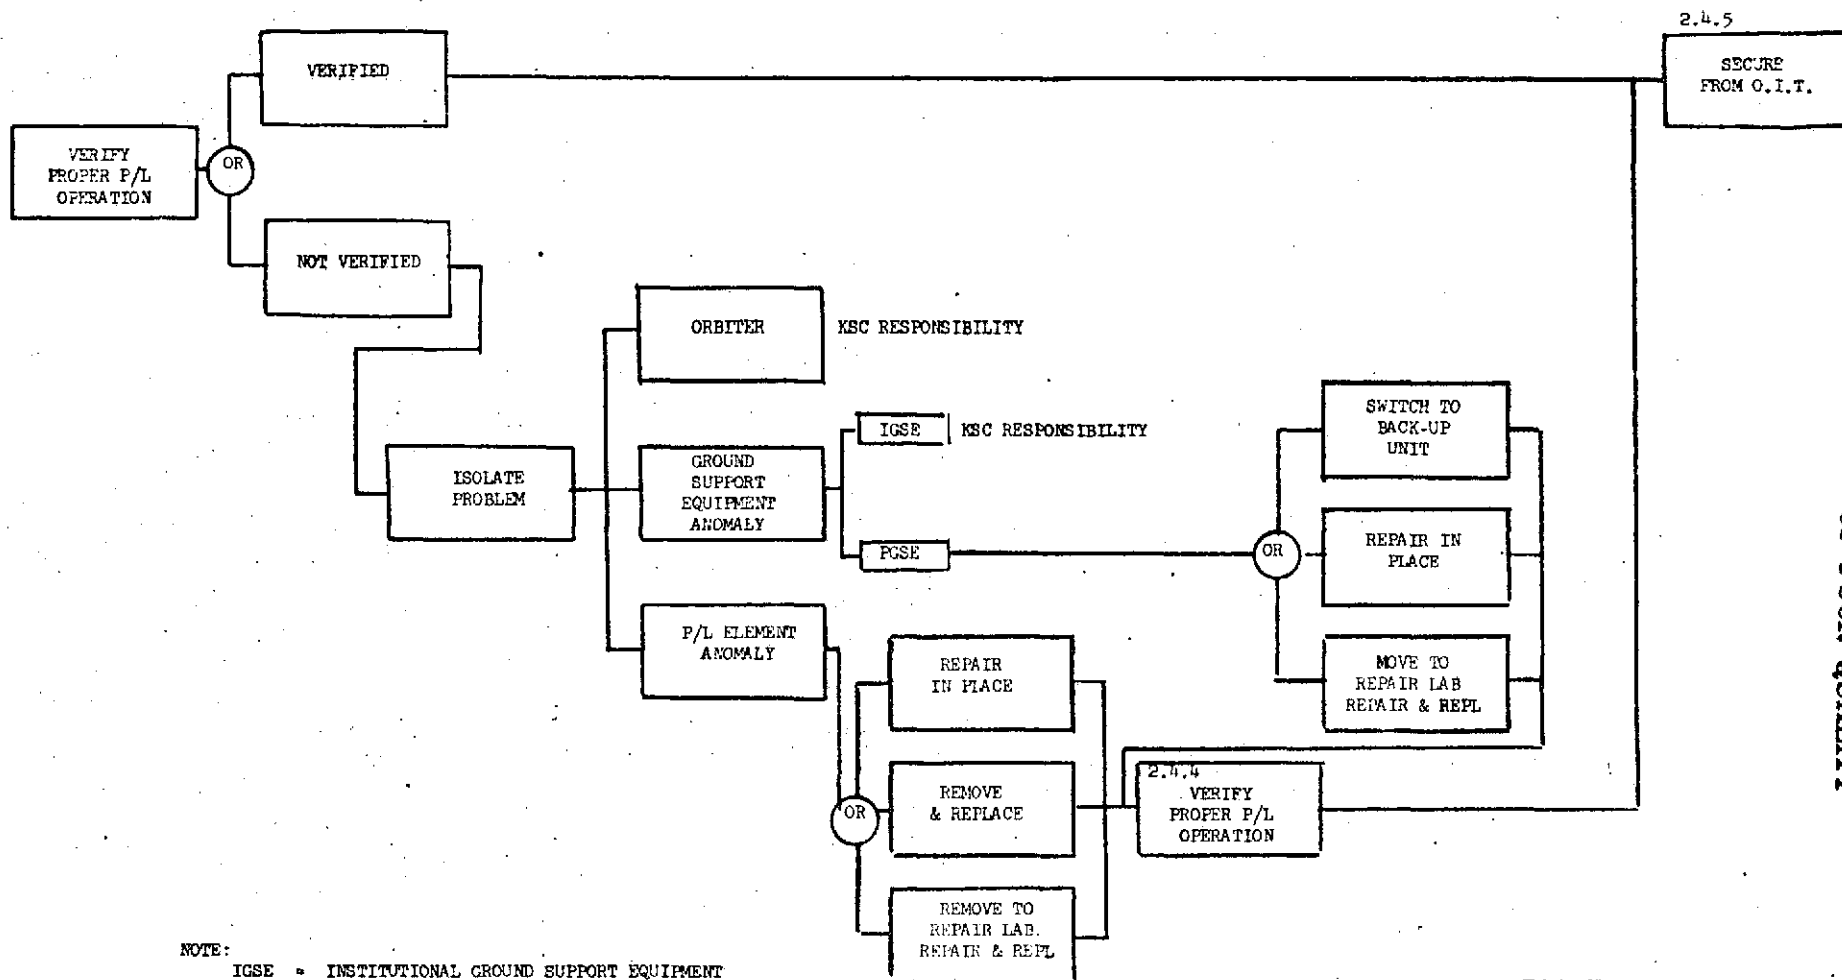 2.4.5
VERIFIED
SECURE
FROM O.I.T.
VERIFY
PROPER P/L
OPERATION
OR
NOT VERIFIED
ORBITER
KSC RESPONSIBILITY
SWITCH TO
BACK-UP
UNIT
IGSE
KSC RESPONSIBILITY
ISOLATE
PROBLEM
GROUND
SUPPORT
EQUIPMENT
ANOMALY
PGSE
OR
REPAIR IN
PLACE
P/L ELEMENT
ANOMALY
REPAIR
IN PLACE
MOVE TO
REPAIR LAB
REPAIR & REPL
OR
REMOVE
& REPLACE
2.4.4
VERIFY
PROPER P/L
OPERATION
REMOVE TO
REPAIR LAB.
REPAIR & REPL
NOTE:
IGSE = INSTITUTIONAL GROUND SUPPORT EQUIPMENT